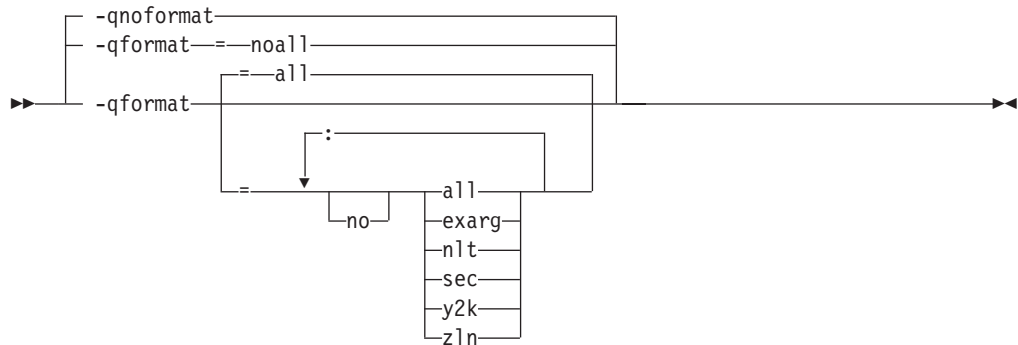 -qnoformat
-qformat = noall
= all
-qformat
:
= all
no
exarg
nlt
sec
y2k
zln